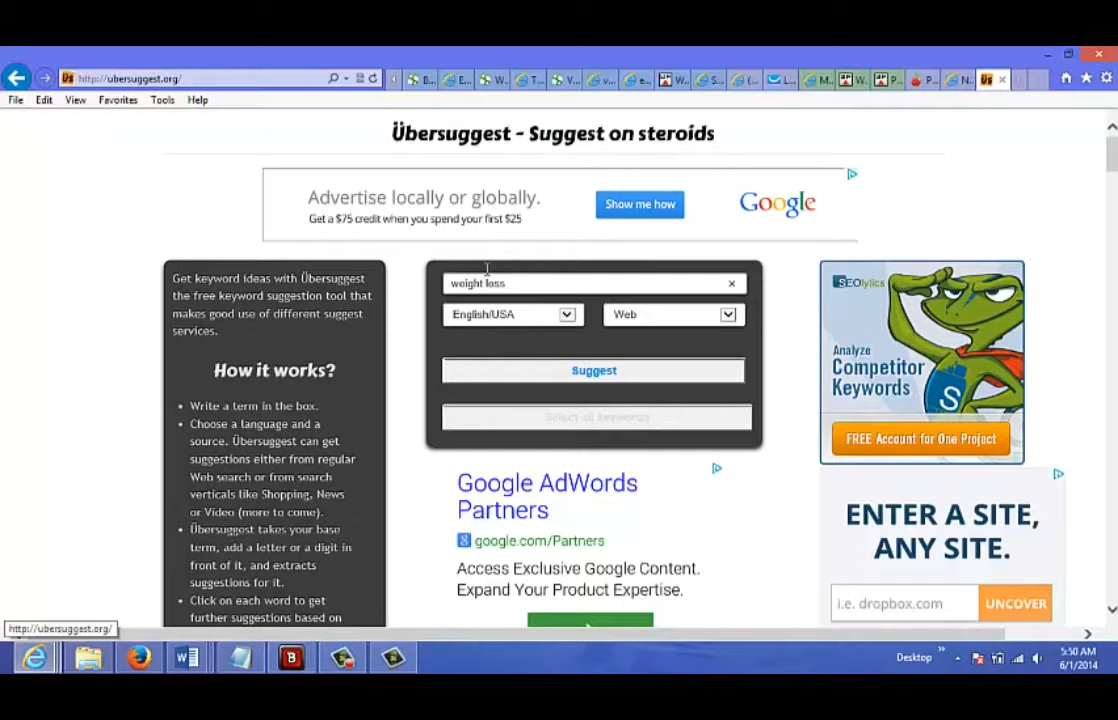 http://ubersuggest.org/
B...
E...
W...
T...
V...
v...
e...
W...
S...
(...
L...
M...
W...
P...
P...
N...
File Edit View Favorites Tools Help
Übersuggest - Suggest on steroids
Advertise locally or globally.
Get a $75 credit when you spend your first $25
Show me how
Google
Get keyword ideas with Übersuggest
the free keyword suggestion tool that
makes good use of different suggest
services.
How it works?
• Write a term in the box.
• Choose a language and a
source. Übersuggest can get
suggestions either from regular
Web search or from search
verticals like Shopping, News
or Video (more to come).
• Übersuggest takes your base
term, add a letter or a digit in
front of it, and extracts
suggestions for it.
• Click on each word to get
further suggestions based on
weight loss
English/USA
Web
Suggest
Select all keywords
Google AdWords
Partners
google.com/Partners
Access Exclusive Google Content.
Expand Your Product Expertise.
SEOlytics
Analyze
Competitor
Keywords
S
FREE Account for One Project
ENTER A SITE,
ANY SITE.
i.e. dropbox.com
UNCOVER
http://ubersuggest.org/
Desktop
5:50 AM
6/1/2014